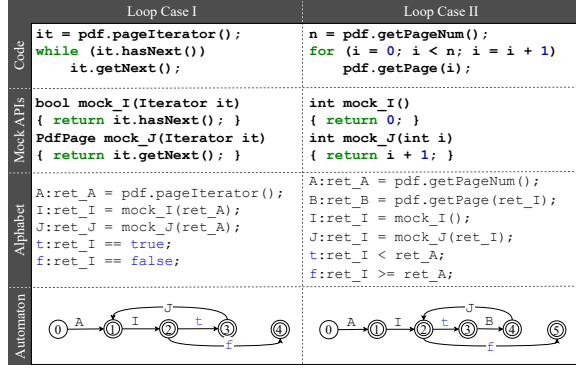 Loop Case I
Loop Case II
Code
it = pdf.pageIterator();
while (it.hasNext())
it.getNext();
n = pdf.getPageNum();
for (i = 0; i < n; i = i + 1)
pdf.getPage(i);
Mock APIs
bool mock_I(Iterator it)
{ return it.hasNext(); }
PdfPage mock_J(Iterator it)
{ return it.getNext(); }
int mock_I()
{ return 0; }
int mock_J(int i)
{ return i + 1; }
Alphabet
A:ret_A = pdf.pageIterator();
I:ret_I = mock_I(ret_A);
J:ret_J = mock_J(ret_A);
t:ret_I == true;
f:ret_I == false;
A:ret_A = pdf.getPageNum();
B:ret_B = pdf.getPage(ret_I);
I:ret_I = mock_I();
J:ret_I = mock_J(ret_I);
t:ret_I < ret_A;
f:ret_I >= ret_A;
Automaton
J
0 A 1 I 2 t 3 4
f
J
0 A 1 I 2 t 3 B 4 5
f